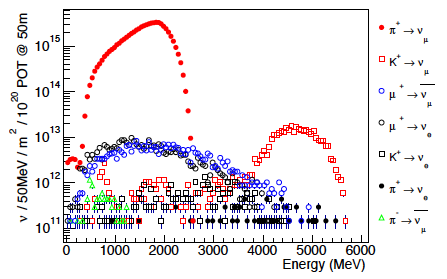 ν / 50MeV / m² / 10²⁰ POT @ 50m
10¹⁵
10¹⁴
10¹³
10¹²
10¹¹
0 1000 2000 3000 4000 5000 6000
Energy (MeV)
π⁺ → ν_μ
K⁺ → ν_μ
μ⁺ → ν̅_μ
μ⁺ → ν_e
K⁺ → ν_e
π⁺ → ν_e
π⁻ → ν̅_μ